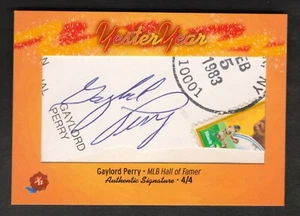 YesterYear
GAYLORD
PERRY
Gaylord Perry
FEB
5
1983
10001
NY
Gaylord Perry • MLB Hall of Famer
Authentic Signature • 4/4